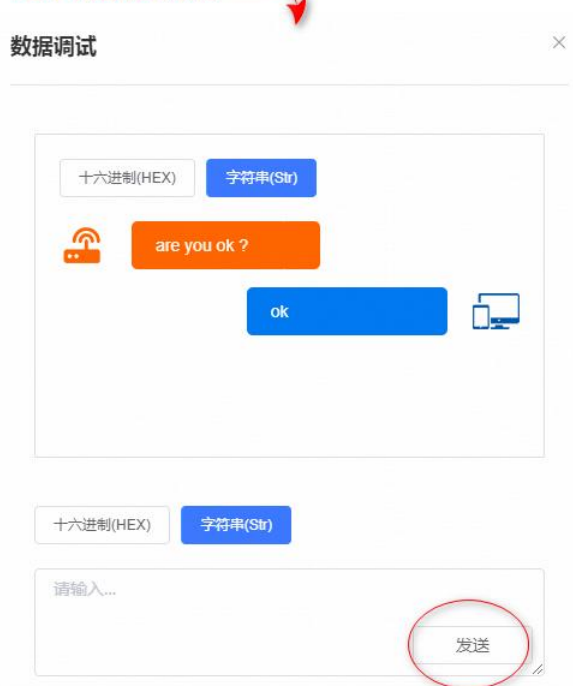 数据调试
十六进制(HEX) 字符串(Str)
are you ok ?
ok
十六进制(HEX) 字符串(Str)
请输入...
发送